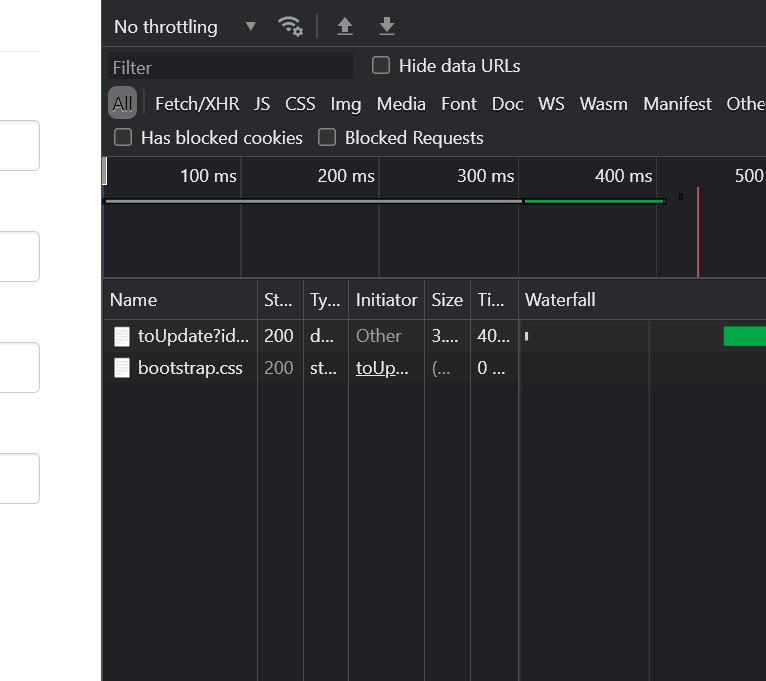 No throttling
Filter
Hide data URLs
All Fetch/XHR JS CSS Img Media Font Doc WS Wasm Manifest Othe
Has blocked cookies Blocked Requests
100 ms 200 ms 300 ms 400 ms 500
Name St... Ty... Initiator Size Ti... Waterfall
toUpdate?id... 200 d... Other 3.... 40...
bootstrap.css 200 st... toUp... (... 0 ...